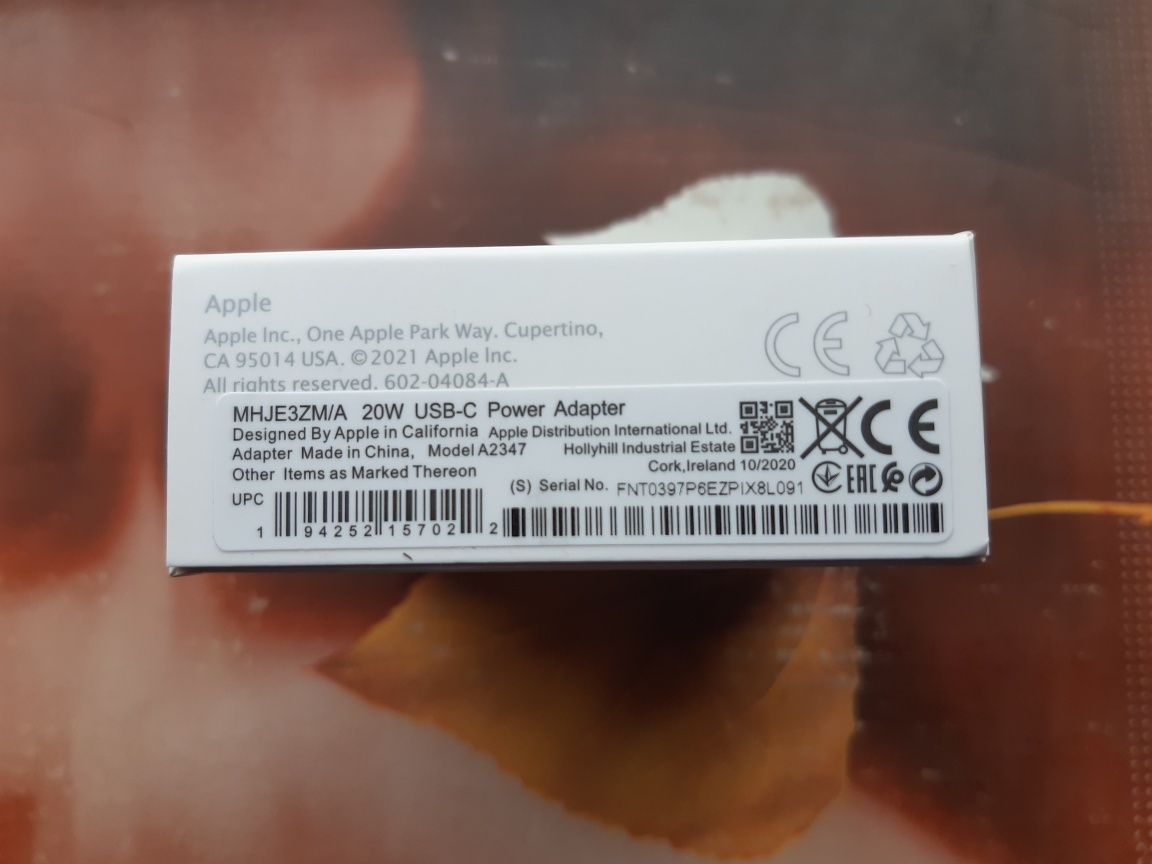 Apple
Apple Inc., One Apple Park Way. Cupertino,
CA 95014 USA. ©2021 Apple Inc.
All rights reserved. 602-04084-A
MHJE3ZM/A 20W USB-C Power Adapter
Designed By Apple in California Apple Distribution International Ltd.
Adapter Made in China, Model A2347 Hollyhill Industrial Estate
Other Items as Marked Thereon Cork,Ireland 10/2020
UPC (S) Serial No. FNT0397P6EZPIX8L091
1 94252 15702 2
CE
CE
EAC